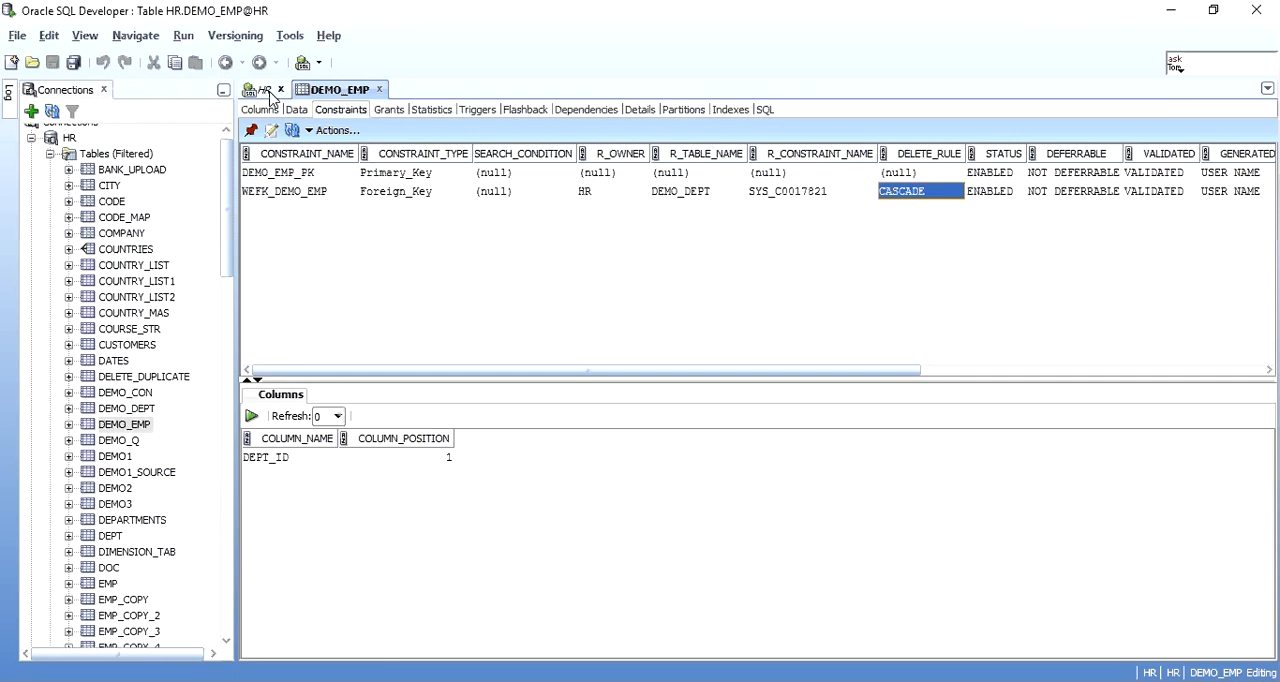 Oracle SQL Developer : Table HR.DEMO_EMP@HR
File Edit View Navigate Run Versioning Tools Help
ask
Tom
Log
Connections
HR
DEMO_EMP
Columns Data Constraints Grants Statistics Triggers Flashback Dependencies Details Partitions Indexes SQL
Actions...
Connections
HR
Tables (Filtered)
BANK_UPLOAD
CITY
CODE
CODE_MAP
COMPANY
COUNTRIES
COUNTRY_LIST
COUNTRY_LIST1
COUNTRY_LIST2
COUNTRY_MAS
COURSE_STR
CUSTOMERS
DATES
DELETE_DUPLICATE
DEMO_CON
DEMO_DEPT
DEMO_EMP
DEMO_Q
DEMO1
DEMO1_SOURCE
DEMO2
DEMO3
DEPARTMENTS
DEPT
DIMENSION_TAB
DOC
EMP
EMP_COPY
EMP_COPY_2
EMP_COPY_3
EMP_COPY_4
CONSTRAINT_NAME CONSTRAINT_TYPE SEARCH_CONDITION R_OWNER R_TABLE_NAME R_CONSTRAINT_NAME DELETE_RULE STATUS DEFERRABLE VALIDATED GENERATED
DEMO_EMP_PK Primary_Key (null) (null) (null) (null) (null) ENABLED NOT DEFERRABLE VALIDATED USER NAME
WEFK_DEMO_EMP Foreign_Key (null) HR DEMO_DEPT SYS_C0017821 CASCADE ENABLED NOT DEFERRABLE VALIDATED USER NAME
Columns
Refresh: 0
COLUMN_NAME COLUMN_POSITION
DEPT_ID 1
HR HR DEMO_EMP Editing